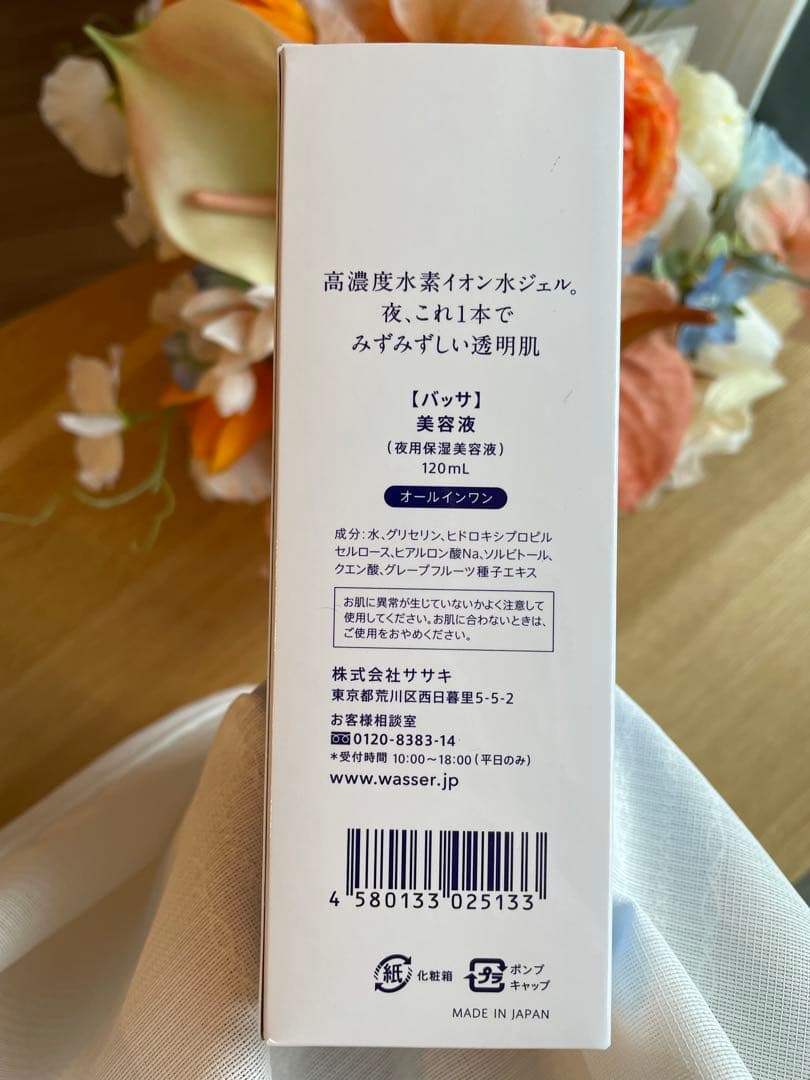 高濃度水素イオン水ジェル。
夜、これ1本で
みずみずしい透明肌
【バッサ】
美容液
(夜用保湿美容液)
120mL
オールインワン
成分:水、グリセリン、ヒドロキシプロピル
セルロース、ヒアルロン酸Na、ソルビトール、
クエン酸、グレープフルーツ種子エキス
お肌に異常が生じていないかよく注意して
使用してください。お肌に合わないときは、
ご使用をおやめください。
株式会社ササキ
東京都荒川区西日暮里5-5-2
お客様相談室
0120-8383-14
*受付時間 10:00〜18:00(平日のみ)
www.wasser.jp
4 580133 025133
紙 化粧箱 プラ ポンプ
キャップ
MADE IN JAPAN